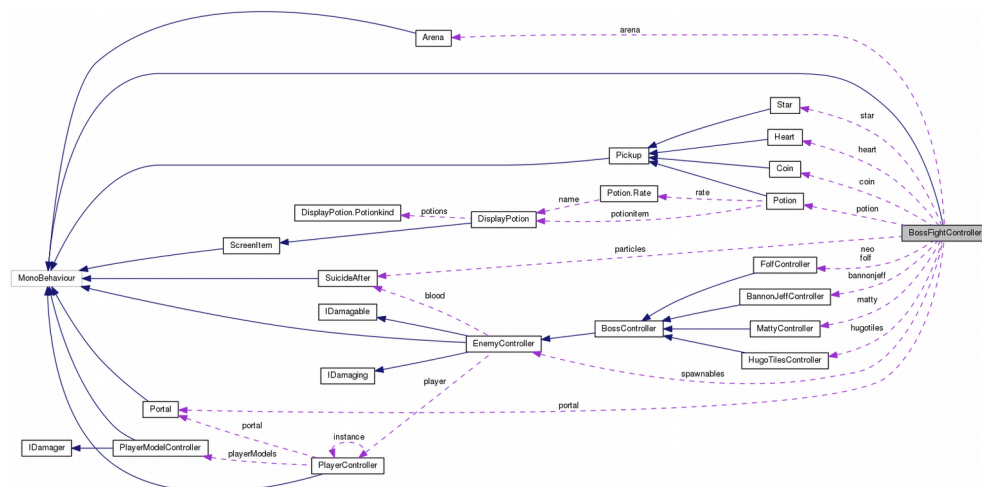 arena
Arena
Star
star
Heart
heart
Pickup
Coin
coin
Potion.Rate
rate
Potion
potion
name
DisplayPotion.Potionkind
potions
DisplayPotion
potionitem
BossFightController
ScreenItem
particles
neo
folf
FolfController
MonoBehaviour
SuicideAfter
bannonjeff
blood
BannonJeffController
matty
IDamagable
BossController
MattyController
hugotiles
EnemyController
HugoTilesController
IDamaging
spawnables
player
Portal
portal
portal
instance
IDamager
PlayerModelController
playerModels
PlayerController